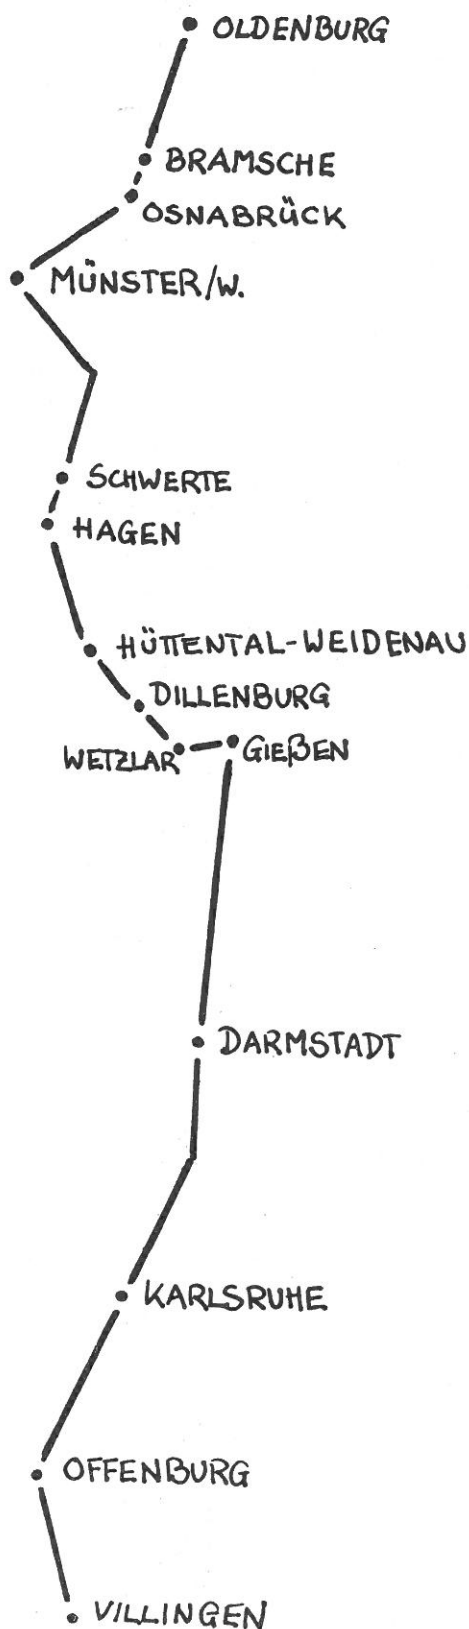 OLDENBURG
BRAMSCHE
OSNABRÜCK
MÜNSTER/W.
SCHWERTE
HAGEN
HÜTTENTAL-WEIDENAU
DILLENBURG
WETZLAR
GIEßEN
DARMSTADT
KARLSRUHE
OFFENBURG
VILLINGEN